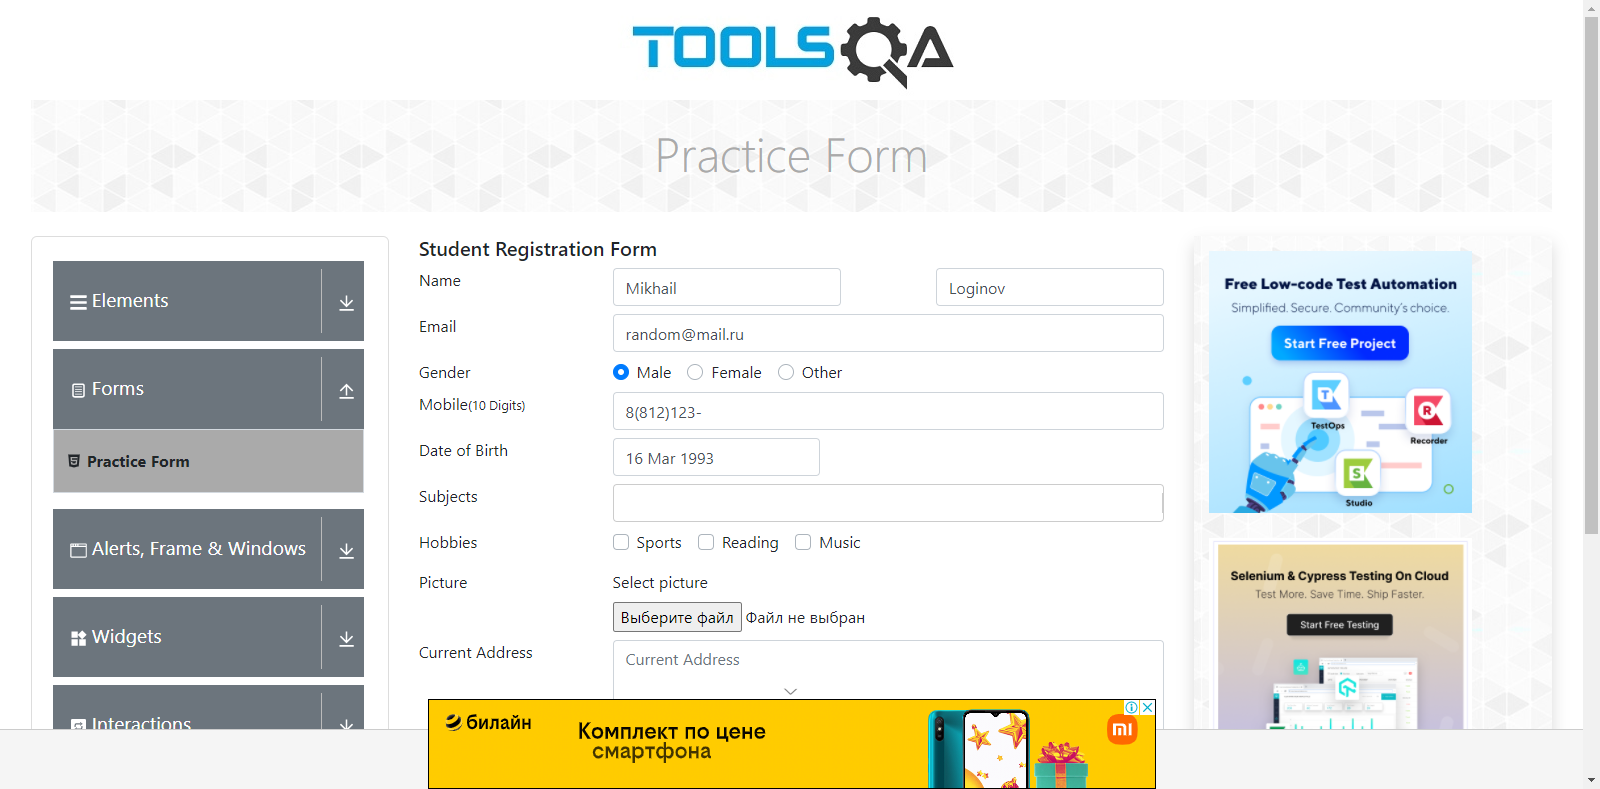 TOOLSQA
Practice Form
Elements
Forms
Practice Form
Alerts, Frame & Windows
Widgets
Interactions
Student Registration Form
Name
Mikhail
Loginov
Email
random@mail.ru
Gender
Male
Female
Other
Mobile(10 Digits)
8(812)123-
Date of Birth
16 Mar 1993
Subjects
Hobbies
Sports
Reading
Music
Picture
Select picture
Выберите файл
Файл не выбран
Current Address
Current Address
Free Low-code Test Automation
Simplified. Secure. Community's choice.
Start Free Project
T
TestOps
R
Recorder
S
Studio
Selenium & Cypress Testing On Cloud
Test More. Save Time. Ship Faster.
Start Free Testing
билайн
Комплект по цене
смартфона
mi